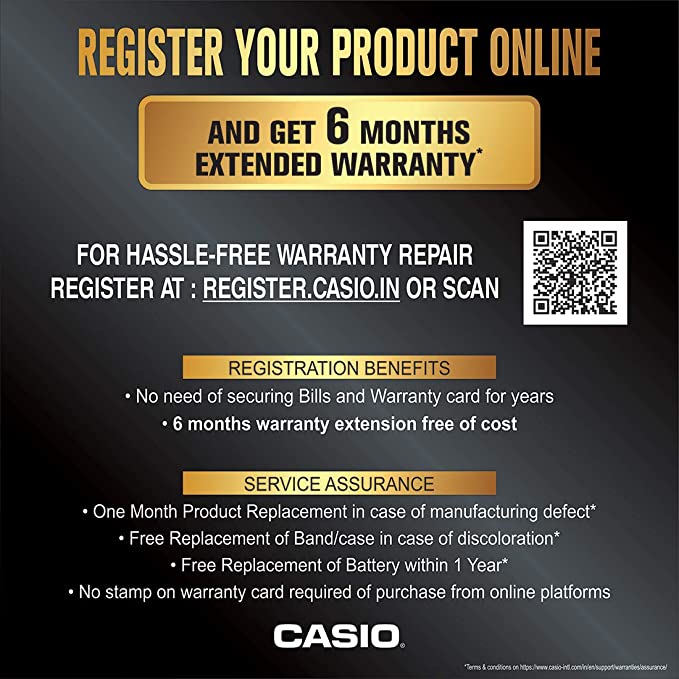 REGISTER YOUR PRODUCT ONLINE
AND GET 6 MONTHS
EXTENDED WARRANTY*
FOR HASSLE-FREE WARRANTY REPAIR
REGISTER AT : REGISTER.CASIO.IN OR SCAN
REGISTRATION BENEFITS
• No need of securing Bills and Warranty card for years
• 6 months warranty extension free of cost
SERVICE ASSURANCE
• One Month Product Replacement in case of manufacturing defect*
• Free Replacement of Band/case in case of discoloration*
• Free Replacement of Battery within 1 Year*
• No stamp on warranty card required of purchase from online platforms
CASIO®
*Terms & conditions on https://www.casio-intl.com/in/en/support/warranties/assurance/